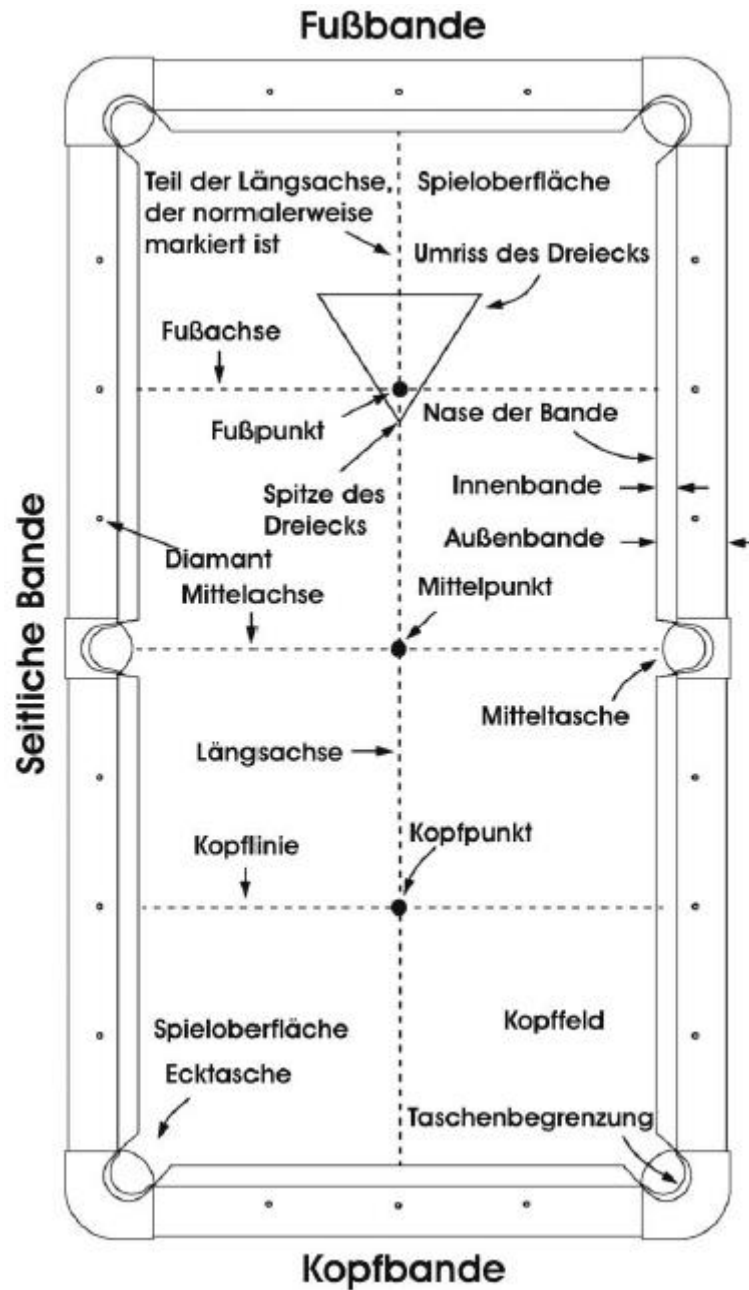 Fußbande
Teil der Längsachse,
der normalerweise
markiert ist
Spieloberfläche
Umriss des Dreiecks
Fußachse
Fußpunkt
Nase der Bande
Spitze des
Dreiecks
Innenbande
Außenbande
Diamant
Seitliche Bande
Mittelachse
Mittelpunkt
Mitteltasche
Längsachse
Kopfpunkt
Kopflinie
Spieloberfläche
Kopffeld
Ecktasche
Taschenbegrenzung
Kopfbande